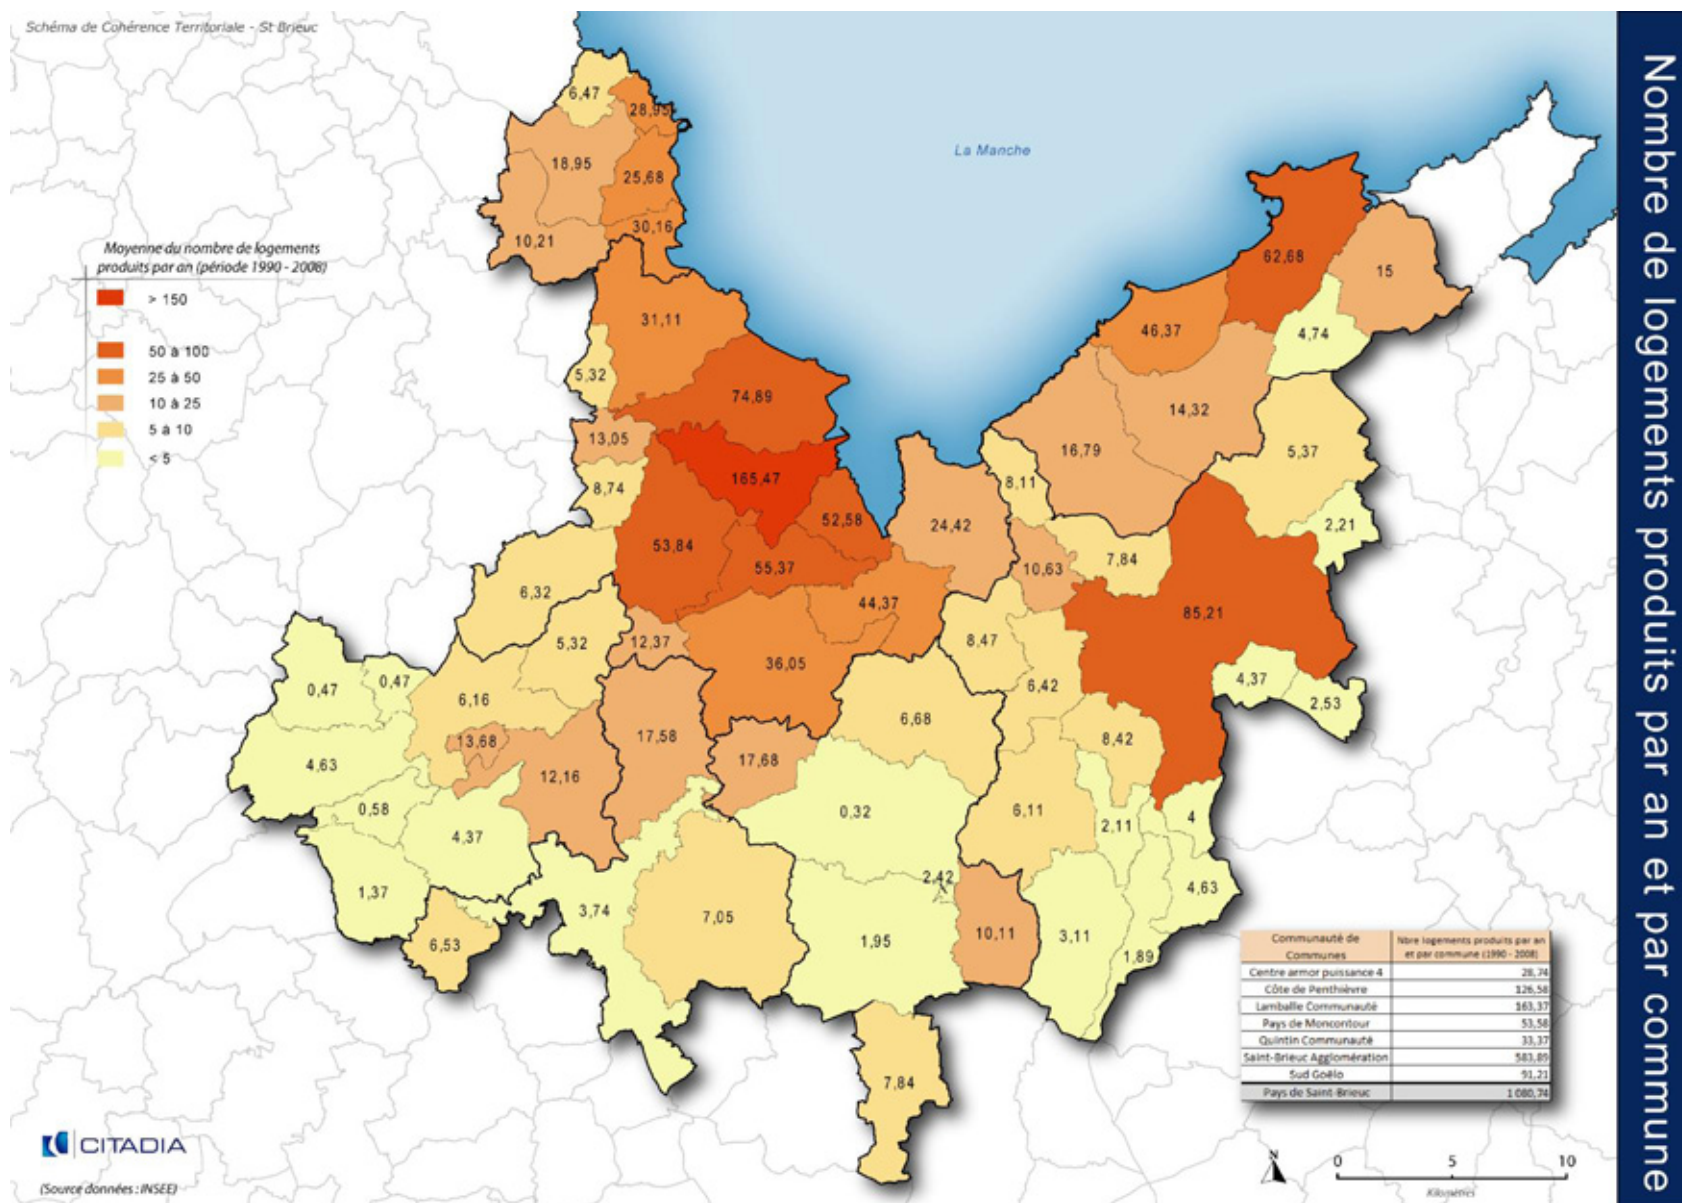 Schéma de Cohérence Territoriale - St Brieuc
Nombre de logements produits par an et par commune
La Manche
Moyenne du nombre de logements
produits par an (période 1990 - 2008)
> 150
50 à 100
25 à 50
10 à 25
5 à 10
< 5
6,47
28,95
18,95
25,68
30,16
10,21
31,11
5,32
74,89
13,05
165,47
8,74
52,58
53,84
55,37
62,68
15
46,37
4,74
14,32
16,79
5,37
8,11
24,42
2,21
7,84
10,63
6,32
44,37
85,21
5,32
12,37
8,47
36,05
0,47
0,47
6,16
6,42
4,37
2,53
6,68
13,68
17,58
8,42
4,63
12,16
17,68
0,58
0,32
6,11
2,11
4
4,37
2,42
1,37
4,63
3,74
7,05
6,53
1,95
10,11
3,11
1,89
7,84
Communauté de
Communes
Nbre logements produits par an
et par commune (1990 - 2008)
Centre armor puissance 4 28,74
Côte de Penthièvre 126,58
Lamballe Communauté 163,37
Pays de Moncontour 53,58
Quintin Communauté 33,37
Saint-Brieuc Agglomération 583,89
Sud Goëlo 91,21
Pays de Saint-Brieuc 1 080,74
CITADIA
(Source données : INSEE)
N
0 5 10
Kilomètres